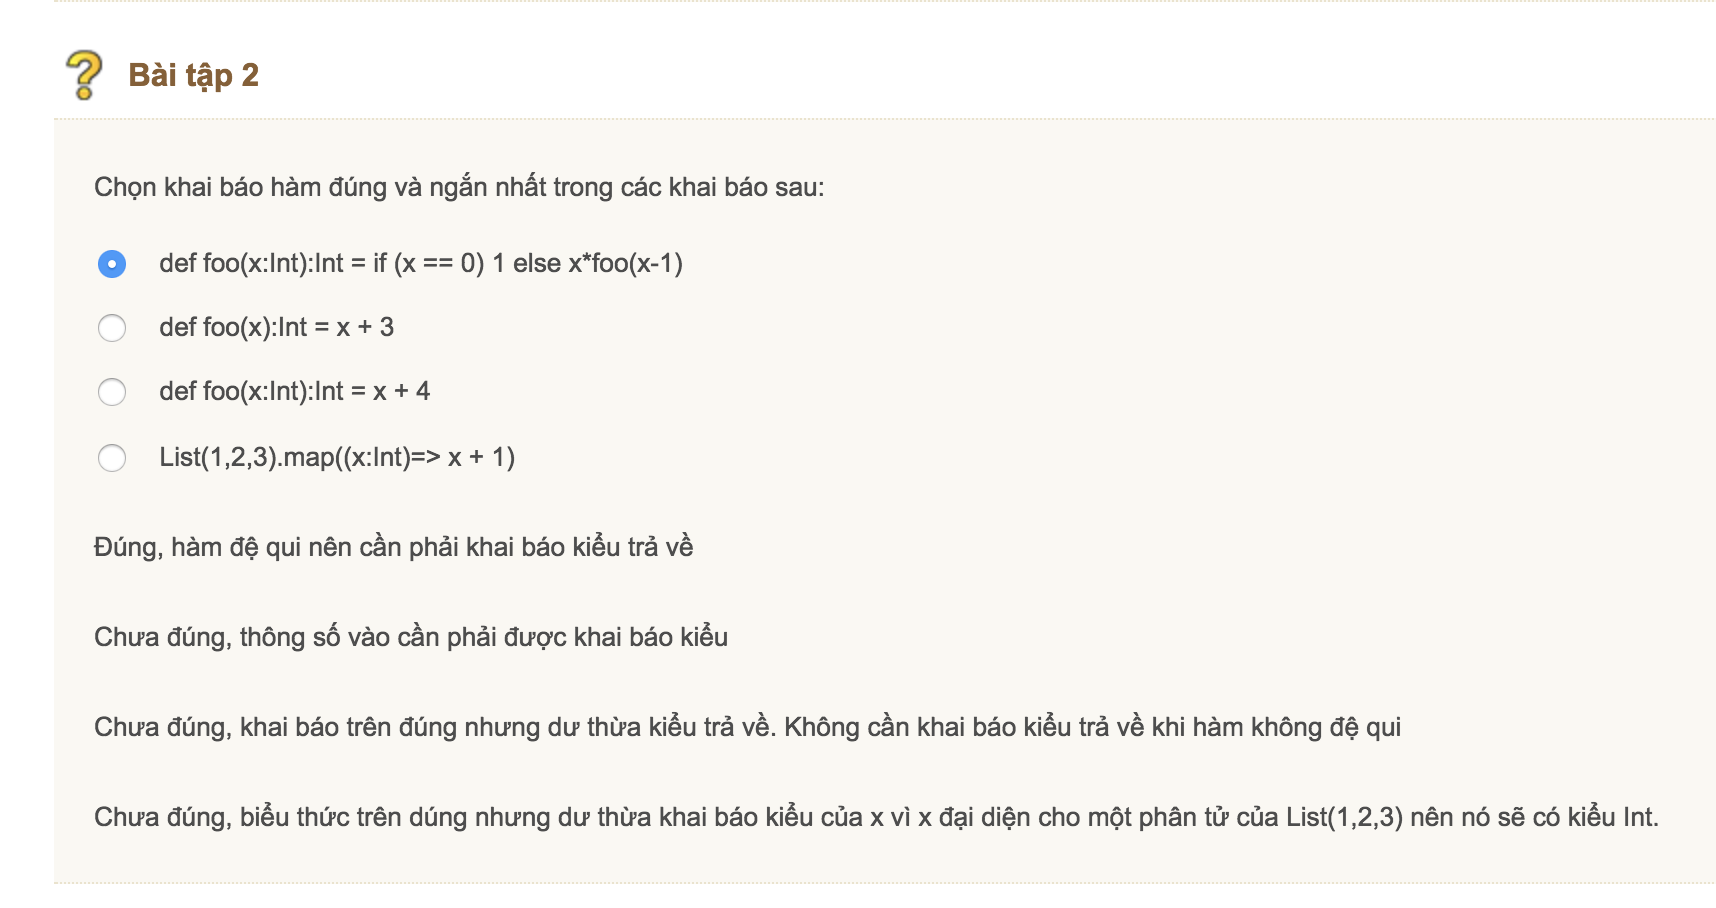 Bài tập 2
Chọn khai báo hàm đúng và ngắn nhất trong các khai báo sau:
def foo(x:Int):Int = if (x == 0) 1 else x*foo(x-1)
def foo(x):Int = x + 3
def foo(x:Int):Int = x + 4
List(1,2,3).map((x:Int)=> x + 1)
Đúng, hàm đệ qui nên cần phải khai báo kiểu trả về
Chưa đúng, thông số vào cần phải được khai báo kiểu
Chưa đúng, khai báo trên đúng nhưng dư thừa kiểu trả về. Không cần khai báo kiểu trả về khi hàm không đệ qui
Chưa đúng, biểu thức trên dúng nhưng dư thừa khai báo kiểu của x vì x đại diện cho một phân tử của List(1,2,3) nên nó sẽ có kiểu Int.